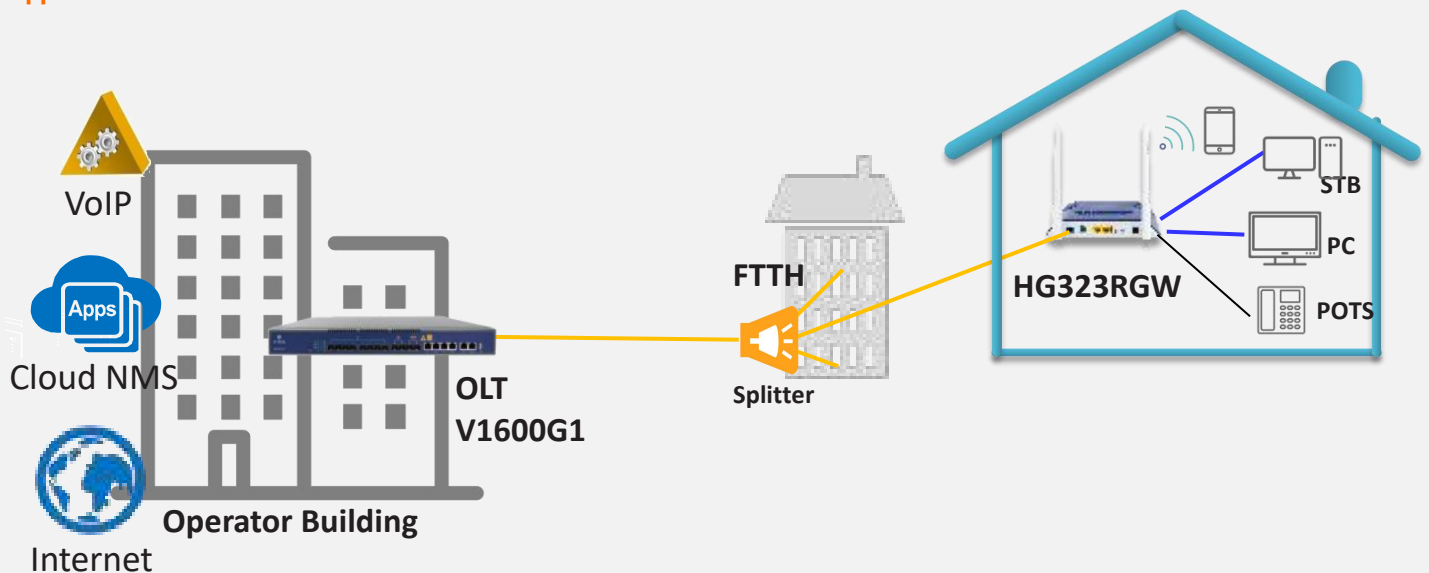 VoIP
Apps
Cloud NMS
Internet
Operator Building
OLT
V1600G1
FTTH
Splitter
HG323RGW
STB
PC
POTS